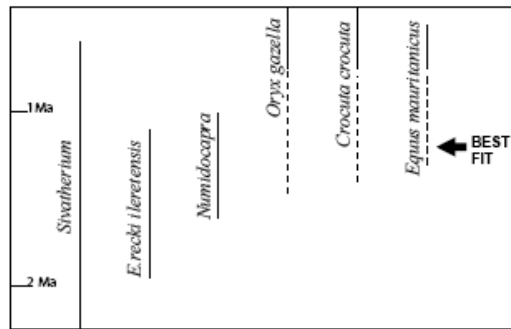 1 Ma
2 Ma
Sivatherium
E.recki ileretensis
Numidocapra
Oryx gazella
Crocuta crocuta
Equus mauritanicus
BEST
FIT